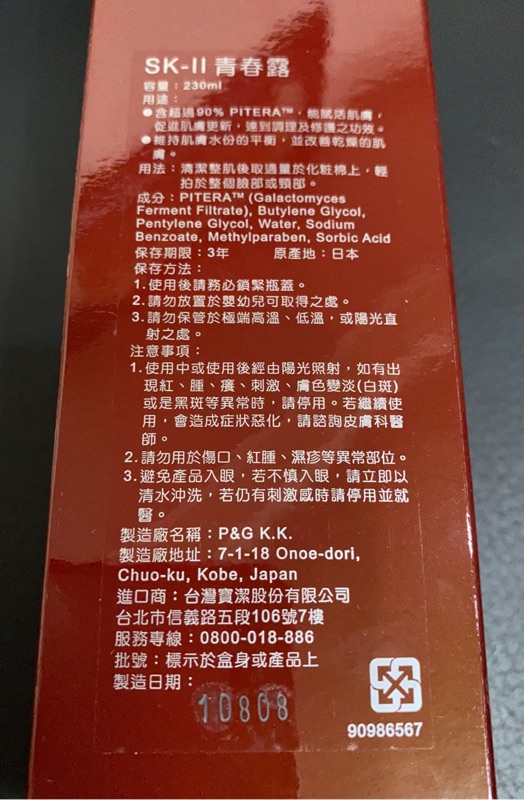 SK-II 青春露
容量：230ml
用途：
●含超過90% PITERA™，能賦活肌膚，
促進肌膚更新，達到調理及修護之功效。
●維持肌膚水份的平衡，並改善乾燥的肌
膚。
用法：清潔整肌後取適量於化粧棉上，輕
拍於整個臉部或頸部。
成分：PITERA™ (Galactomyces
Ferment Filtrate), Butylene Glycol,
Pentylene Glycol, Water, Sodium
Benzoate, Methylparaben, Sorbic Acid
保存期限：3年 原產地：日本
保存方法：
1.使用後請務必鎖緊瓶蓋。
2.請勿放置於嬰幼兒可取得之處。
3.請勿保管於極端高溫、低溫，或陽光直
射之處。
注意事項：
1.使用中或使用後經由陽光照射，如有出
現紅、腫、癢、刺激、膚色變淡(白斑)
或是黑斑等異常時，請停用。若繼續使
用，會造成症狀惡化，請諮詢皮膚科醫
師。
2.請勿用於傷口、紅腫、濕疹等異常部位。
3.避免產品入眼，若不慎入眼，請立即以
清水沖洗，若仍有刺激感時請停用並就
醫。
製造廠名稱：P&G K.K.
製造廠地址：7-1-18 Onoe-dori,
Chuo-ku, Kobe, Japan
進口商：台灣寶潔股份有限公司
台北市信義路五段106號7樓
服務專線：0800-018-886
批號：標示於盒身或產品上
製造日期：
10808
90986567